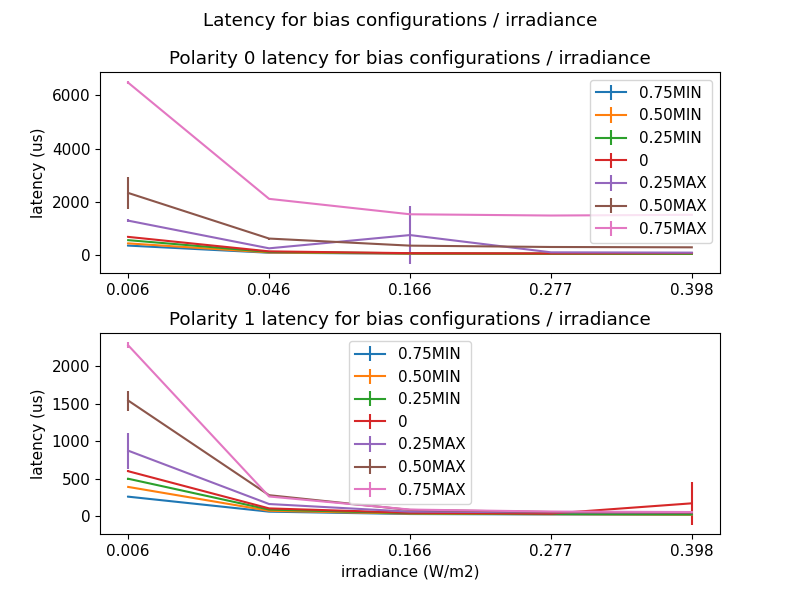 Latency for bias configurations / irradiance
Polarity 0 latency for bias configurations / irradiance
latency (us)
6000
4000
2000
0
0.006 0.046 0.166 0.277 0.398
0.75MIN
0.50MIN
0.25MIN
0
0.25MAX
0.50MAX
0.75MAX
Polarity 1 latency for bias configurations / irradiance
latency (us)
2000
1500
1000
500
0
0.006 0.046 0.166 0.277 0.398
0.75MIN
0.50MIN
0.25MIN
0
0.25MAX
0.50MAX
0.75MAX
irradiance (W/m2)